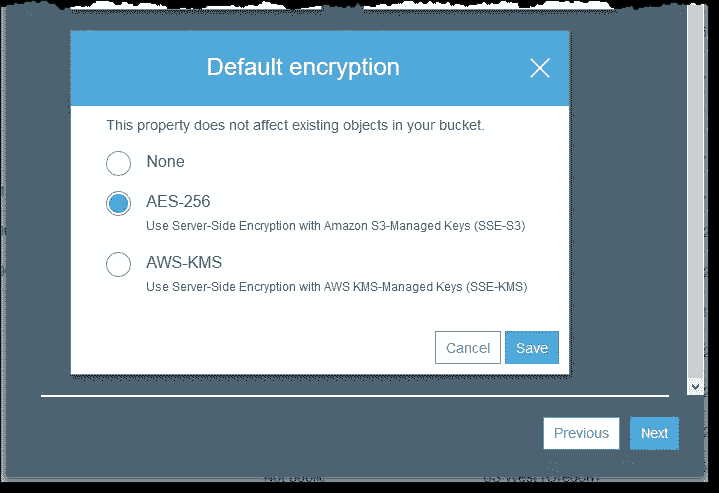 Default encryption
This property does not affect existing objects in your bucket.
None
AES-256
Use Server-Side Encryption with Amazon S3-Managed Keys (SSE-S3)
AWS-KMS
Use Server-Side Encryption with AWS KMS-Managed Keys (SSE-KMS)
Cancel Save
Previous Next